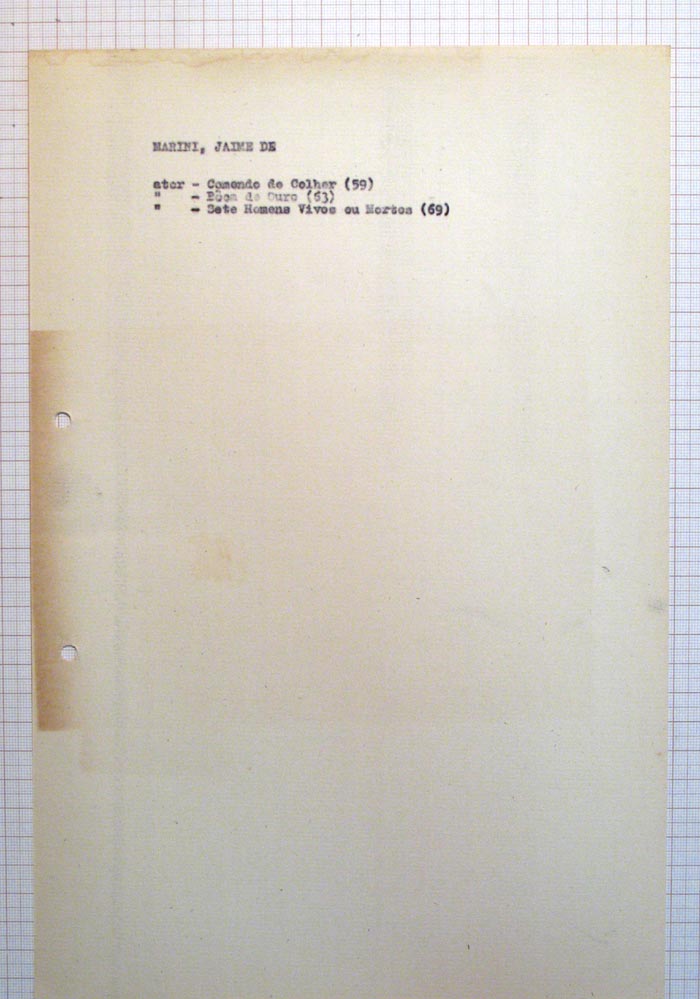 MARINI, JAIME DE
ator - Comendo de Colher (59)
" - Bôca de Ouro (63)
" - Sete Homens Vivos ou Mortos (69)